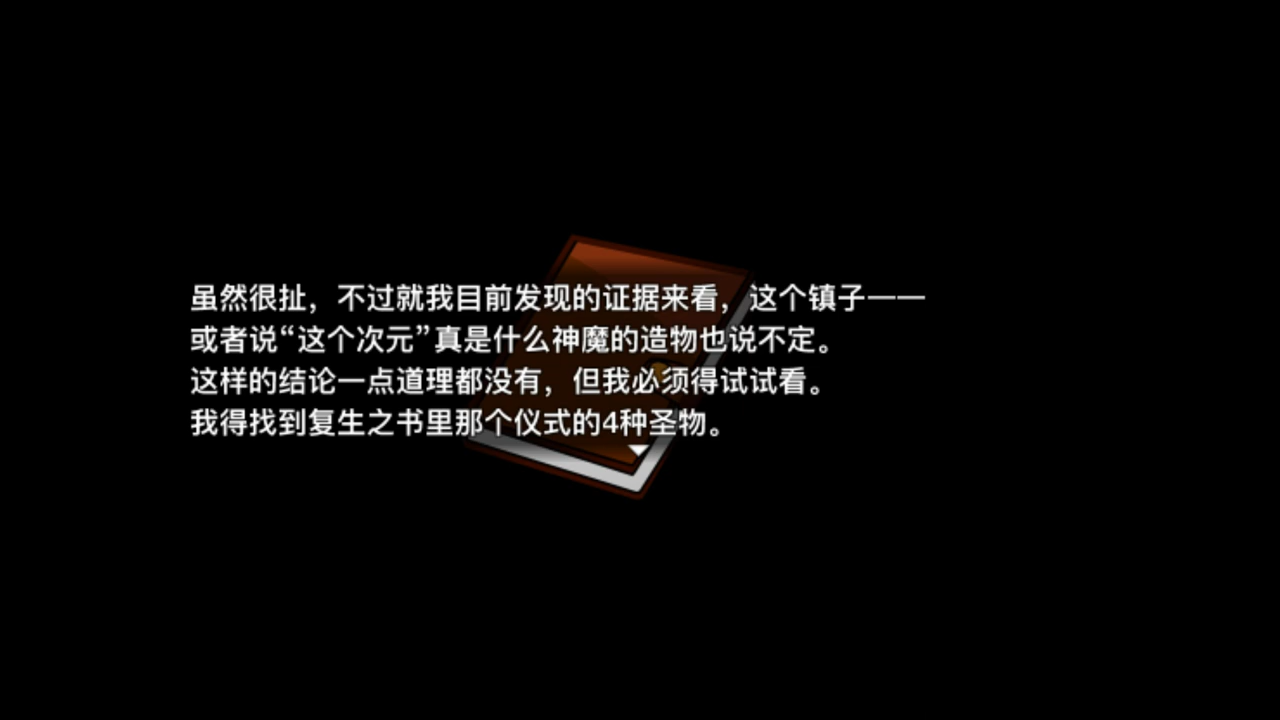 虽然很扯，不过就我目前发现的证据来看，这个镇子——
或者说“这个次元”真是什么神魔的造物也说不定。
这样的结论一点道理都没有，但我必须得试试看。
我得找到复生之书里那个仪式的4种圣物。